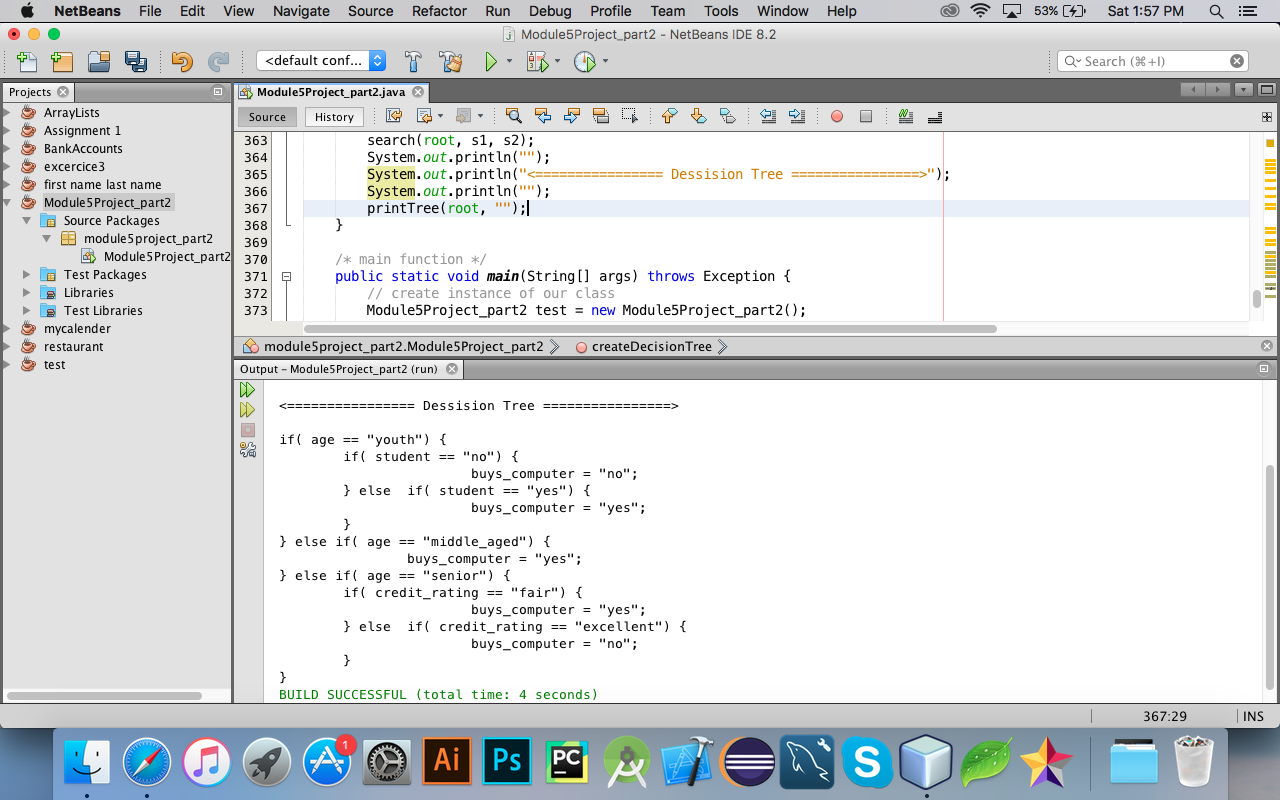 NetBeans File Edit View Navigate Source Refactor Run Debug Profile Team Tools Window Help 53% Sat 1:57 PM
Module5Project_part2 - NetBeans IDE 8.2
<default conf... Search (⌘+I)
Projects
ArrayLists
Assignment 1
BankAccounts
excercice3
first name last name
Module5Project_part2
Source Packages
module5project_part2
Module5Project_part2
Test Packages
Libraries
Test Libraries
mycalender
restaurant
test
Module5Project_part2.java
Source History
363 search(root, s1, s2);
364 System.out.println("");
365 System.out.println("<================ Dessision Tree ================>");
366 System.out.println("");
367 printTree(root, "");
368 }
369
370 /* main function */
371 public static void main(String[] args) throws Exception {
372 // create instance of our class
373 Module5Project_part2 test = new Module5Project_part2();
module5project_part2.Module5Project_part2 createDecisionTree
Output - Module5Project_part2 (run)
<================ Dessision Tree ================>
if( age == "youth") {
if( student == "no") {
buys_computer = "no";
} else  if( student == "yes") {
buys_computer = "yes";
}
} else if( age == "middle_aged") {
buys_computer = "yes";
} else if( age == "senior") {
if( credit_rating == "fair") {
buys_computer = "yes";
} else  if( credit_rating == "excellent") {
buys_computer = "no";
}
}
BUILD SUCCESSFUL (total time: 4 seconds)
367:29 INS
1
Ai
Ps
PC
S